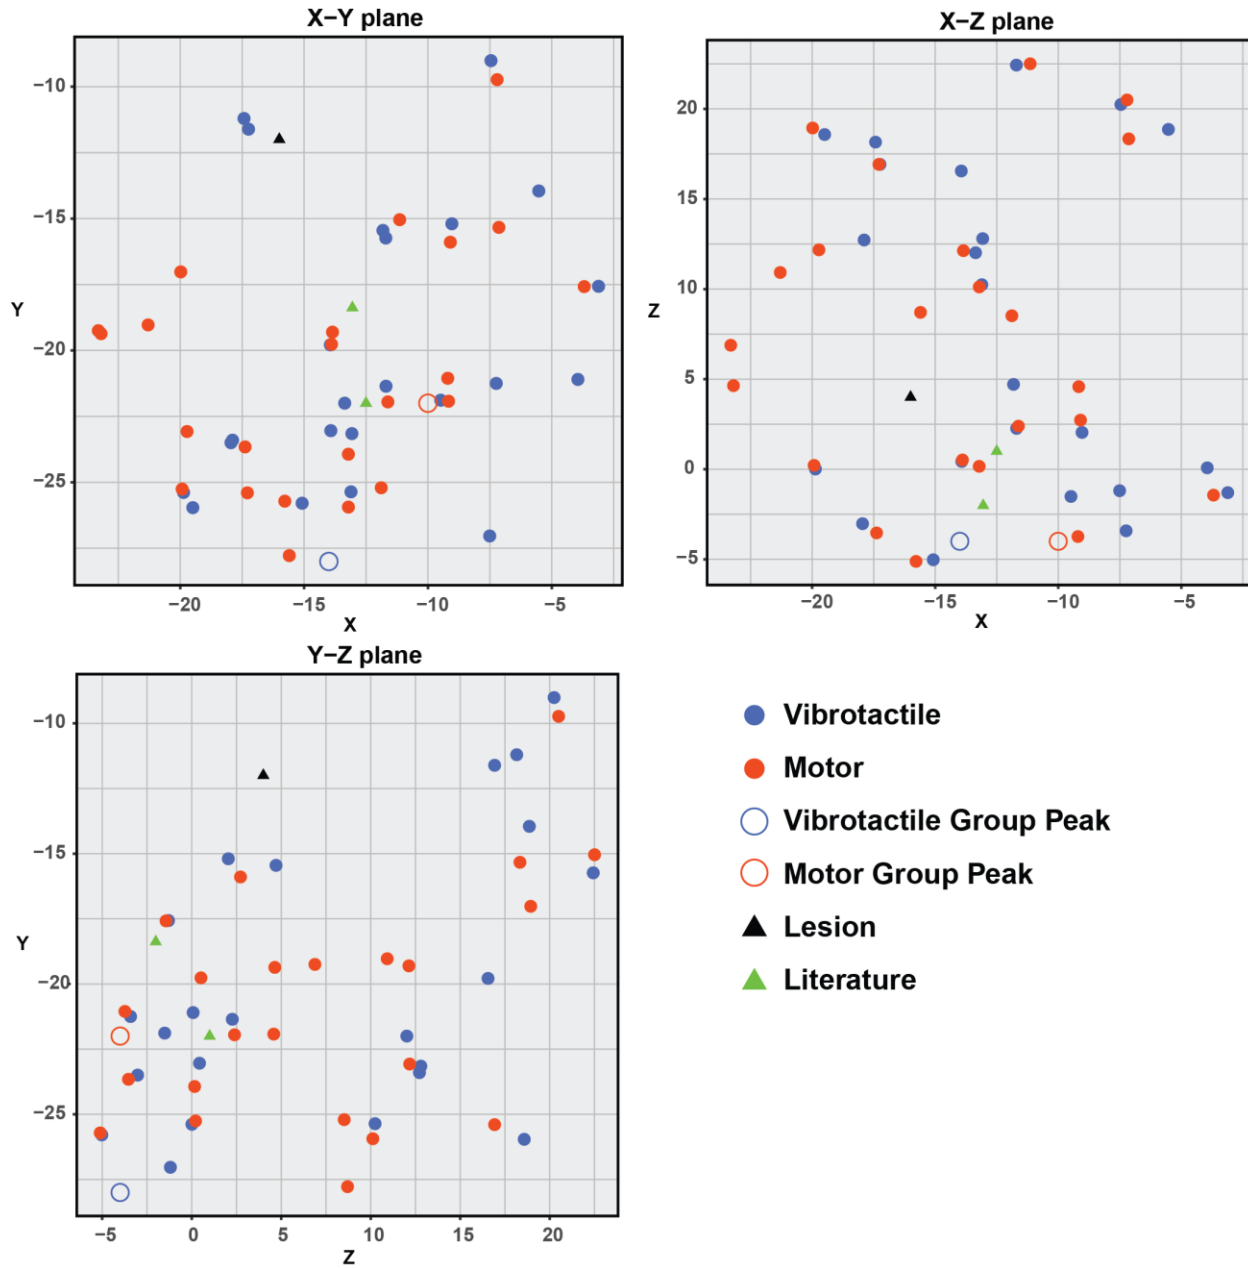 X−Y plane
−10
−15
Y
−20
−25
−20
−15
−10
−5
X
X−Z plane
20
15
10
Z
5
0
−5
−20
−15
−10
−5
X
Y−Z plane
−10
−15
Y
−20
−25
−5
0
5
10
15
20
Z
Vibrotactile
Motor
Vibrotactile Group Peak
Motor Group Peak
Lesion
Literature